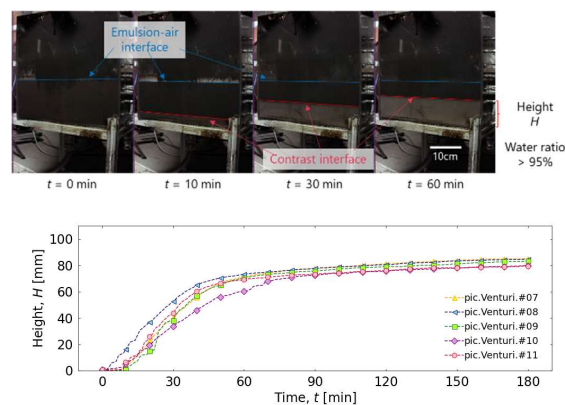 Emulsion-air
interface
Contrast interface
10cm
Height
H
Water ratio
> 95%
t = 0 min
t = 10 min
t = 30 min
t = 60 min
Height, H [mm]
100
80
60
40
20
0
pic.Venturi.#07
pic.Venturi.#08
pic.Venturi.#09
pic.Venturi.#10
pic.Venturi.#11
0 30 60 90 120 150 180
Time, t [min]